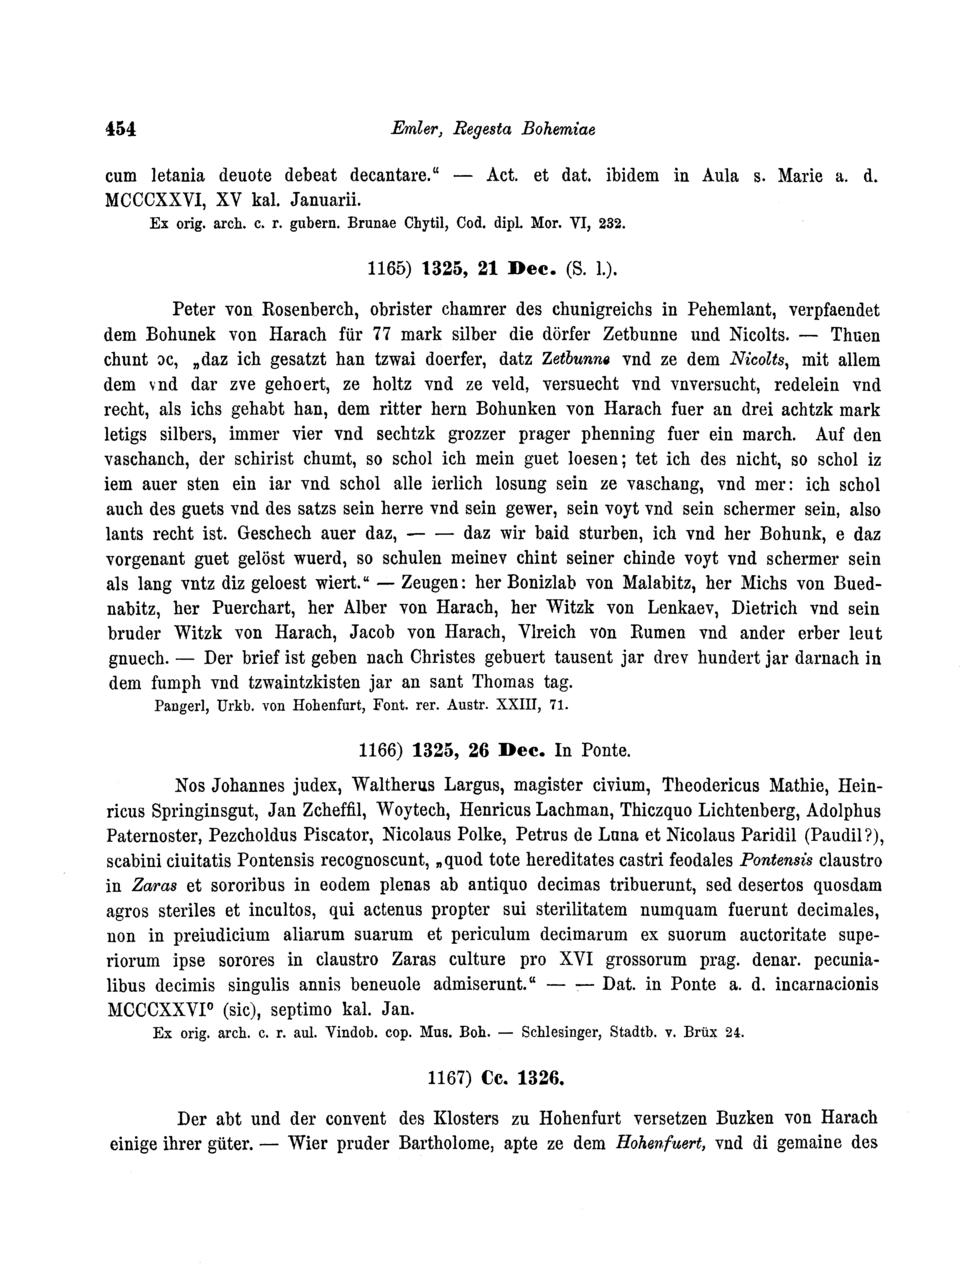 454 Emler, Regesta Bohemiae
cum letania deuote debeat decantare.“ — Act. et dat. ibidem in Aula s. Marie a. d.
MCCCXXVI, XV kal. Januarii.
Ex orig. arch. c. r. gubern. Brunae Chytil, Cod. dipl. Mor. VI, 232.
1165) 1325, 21 Dec. (S. l.).
Peter von Rosenberch, obrister chamrer des chunigreichs in Pehemlant, verpfaendet
dem Bohunek von Harach für 77 mark silber die dörfer Zetbunne und Nicolts. — Thuen
chunt ɔc, „daz ich gesatzt han tzwai doerfer, datz Zetbunne vnd ze dem Nicolts, mit allem
dem vnd dar zve gehoert, ze holtz vnd ze veld, versuecht vnd vnversucht, redelein vnd
recht, als ichs gehabt han, dem ritter hern Bohunken von Harach fuer an drei achtzk mark
letigs silbers, immer vier vnd sechtzk grozzer prager phenning fuer ein march. Auf den
vaschanch, der schirist chumt, so schol ich mein guet loesen; tet ich des nicht, so schol iz
iem auer sten ein iar vnd schol alle ierlich losung sein ze vaschang, vnd mer: ich schol
auch des guets vnd des satzs sein herre vnd sein gewer, sein voyt vnd sein schermer sein, also
lants recht ist. Geschech auer daz, — — daz wir baid sturben, ich vnd her Bohunk, e daz
vorgenant guet gelöst wuerd, so schulen meinev chint seiner chinde voyt vnd schermer sein
als lang vntz diz geloest wiert.“ — Zeugen: her Bonizlab von Malabitz, her Michs von Bued-
nabitz, her Puerchart, her Alber von Harach, her Witzk von Lenkaev, Dietrich vnd sein
bruder Witzk von Harach, Jacob von Harach, Vlreich von Rumen vnd ander erber leut
gnuech. — Der brief ist geben nach Christes gebuert tausent jar drev hundert jar darnach in
dem fumph vnd tzwaintzkisten jar an sant Thomas tag.
Pangerl, Urkb. von Hohenfurt, Font. rer. Austr. XXIII, 71.
1166) 1325, 26 Dec. In Ponte.
Nos Johannes judex, Waltherus Largus, magister civium, Theodericus Mathie, Hein-
ricus Springinsgut, Jan Zcheffil, Woytech, Henricus Lachman, Thiczquo Lichtenberg, Adolphus
Paternoster, Pezcholdus Piscator, Nicolaus Polke, Petrus de Luna et Nicolaus Paridil (Paudil?),
scabini ciuitatis Pontensis recognoscunt, „quod tote hereditates castri feodales Pontensis claustro
in Zaras et sororibus in eodem plenas ab antiquo decimas tribuerunt, sed desertos quosdam
agros steriles et incultos, qui actenus propter sui sterilitatem numquam fuerunt decimales,
non in preiudicium aliarum suarum et periculum decimarum ex suorum auctoritate supe-
riorum ipse sorores in claustro Zaras culture pro XVI grossorum prag. denar. pecunia-
libus decimis singulis annis beneuole admiserunt.“ — — Dat. in Ponte a. d. incarnacionis
MCCCXXVI⁰ (sic), septimo kal. Jan.
Ex orig. arch. c. r. aul. Vindob. cop. Mus. Boh. — Schlesinger, Stadtb. v. Brüx 24.
1167) Cc. 1326.
Der abt und der convent des Klosters zu Hohenfurt versetzen Buzken von Harach
einige ihrer güter. — Wier pruder Bartholome, apte ze dem Hohenfuert, vnd di gemaine des